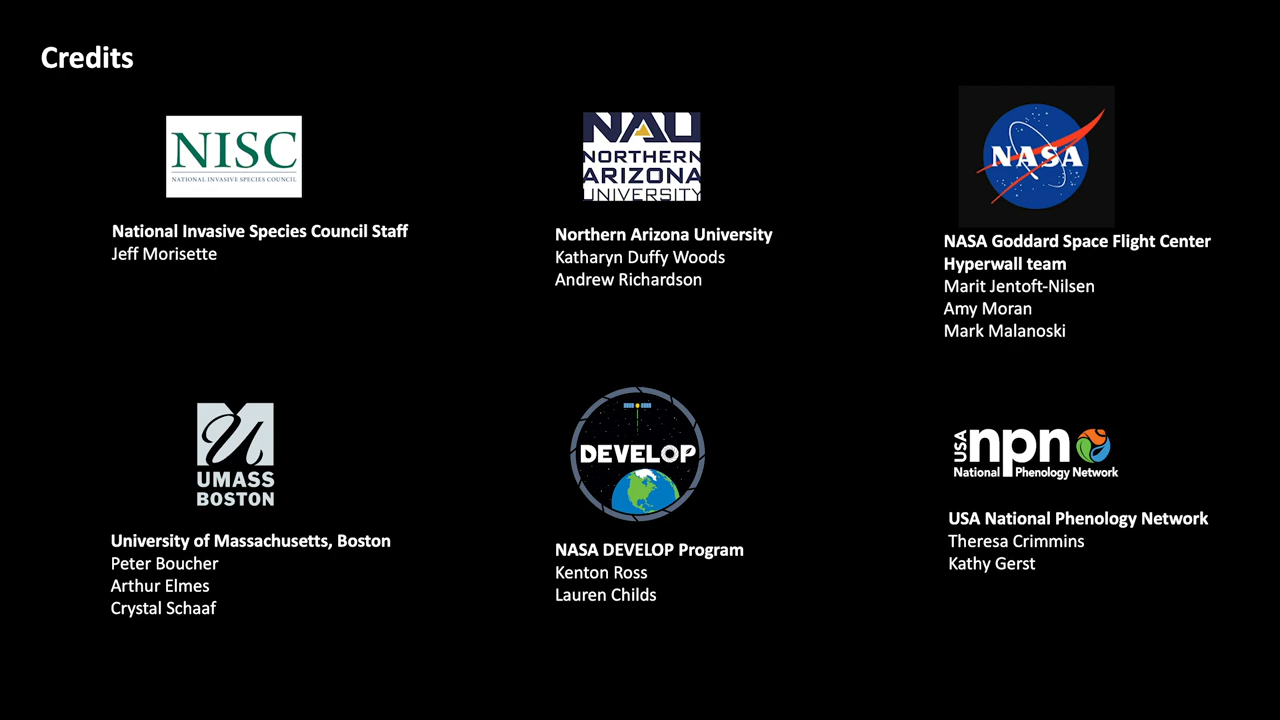 Credits
NISC
NATIONAL INVASIVE SPECIES COUNCIL
National Invasive Species Council Staff
Jeff Morisette
NAU
NORTHERN
ARIZONA
UNIVERSITY
Northern Arizona University
Katharyn Duffy Woods
Andrew Richardson
NASA
NASA Goddard Space Flight Center
Hyperwall team
Marit Jentoft-Nilsen
Amy Moran
Mark Malanoski
UMASS
BOSTON
University of Massachusetts, Boston
Peter Boucher
Arthur Elmes
Crystal Schaaf
DEVELOP
NASA DEVELOP Program
Kenton Ross
Lauren Childs
USA npn
National Phenology Network
USA National Phenology Network
Theresa Crimmins
Kathy Gerst